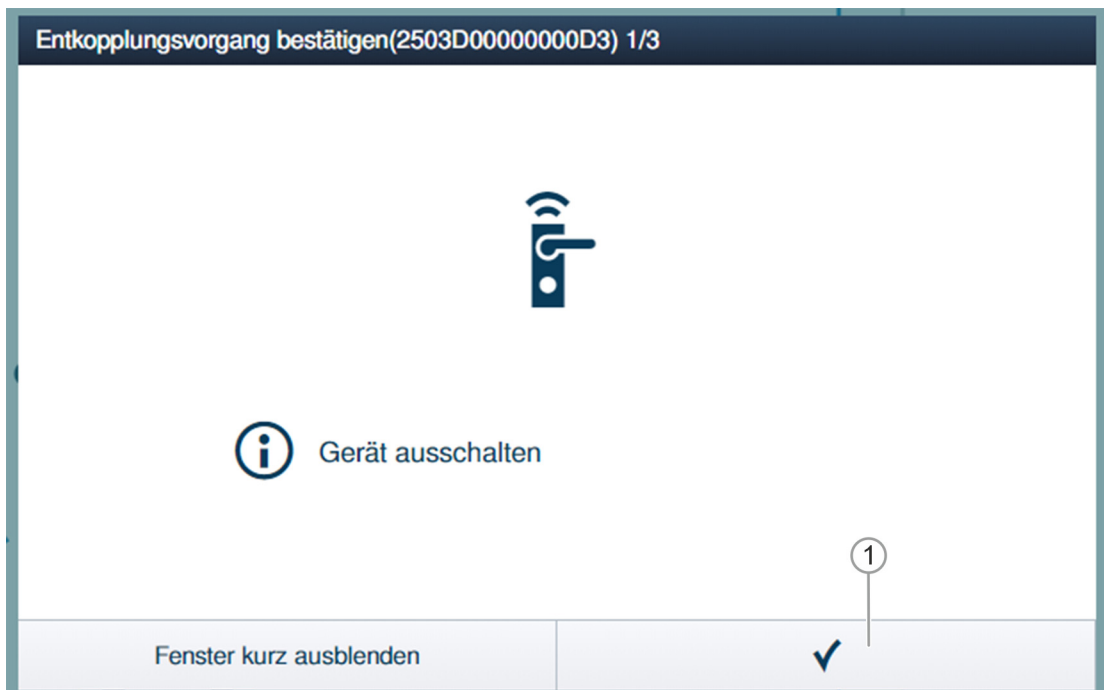 Entkopplungsvorgang bestätigen(2503D00000000D3) 1/3
Gerät ausschalten
1
Fenster kurz ausblenden